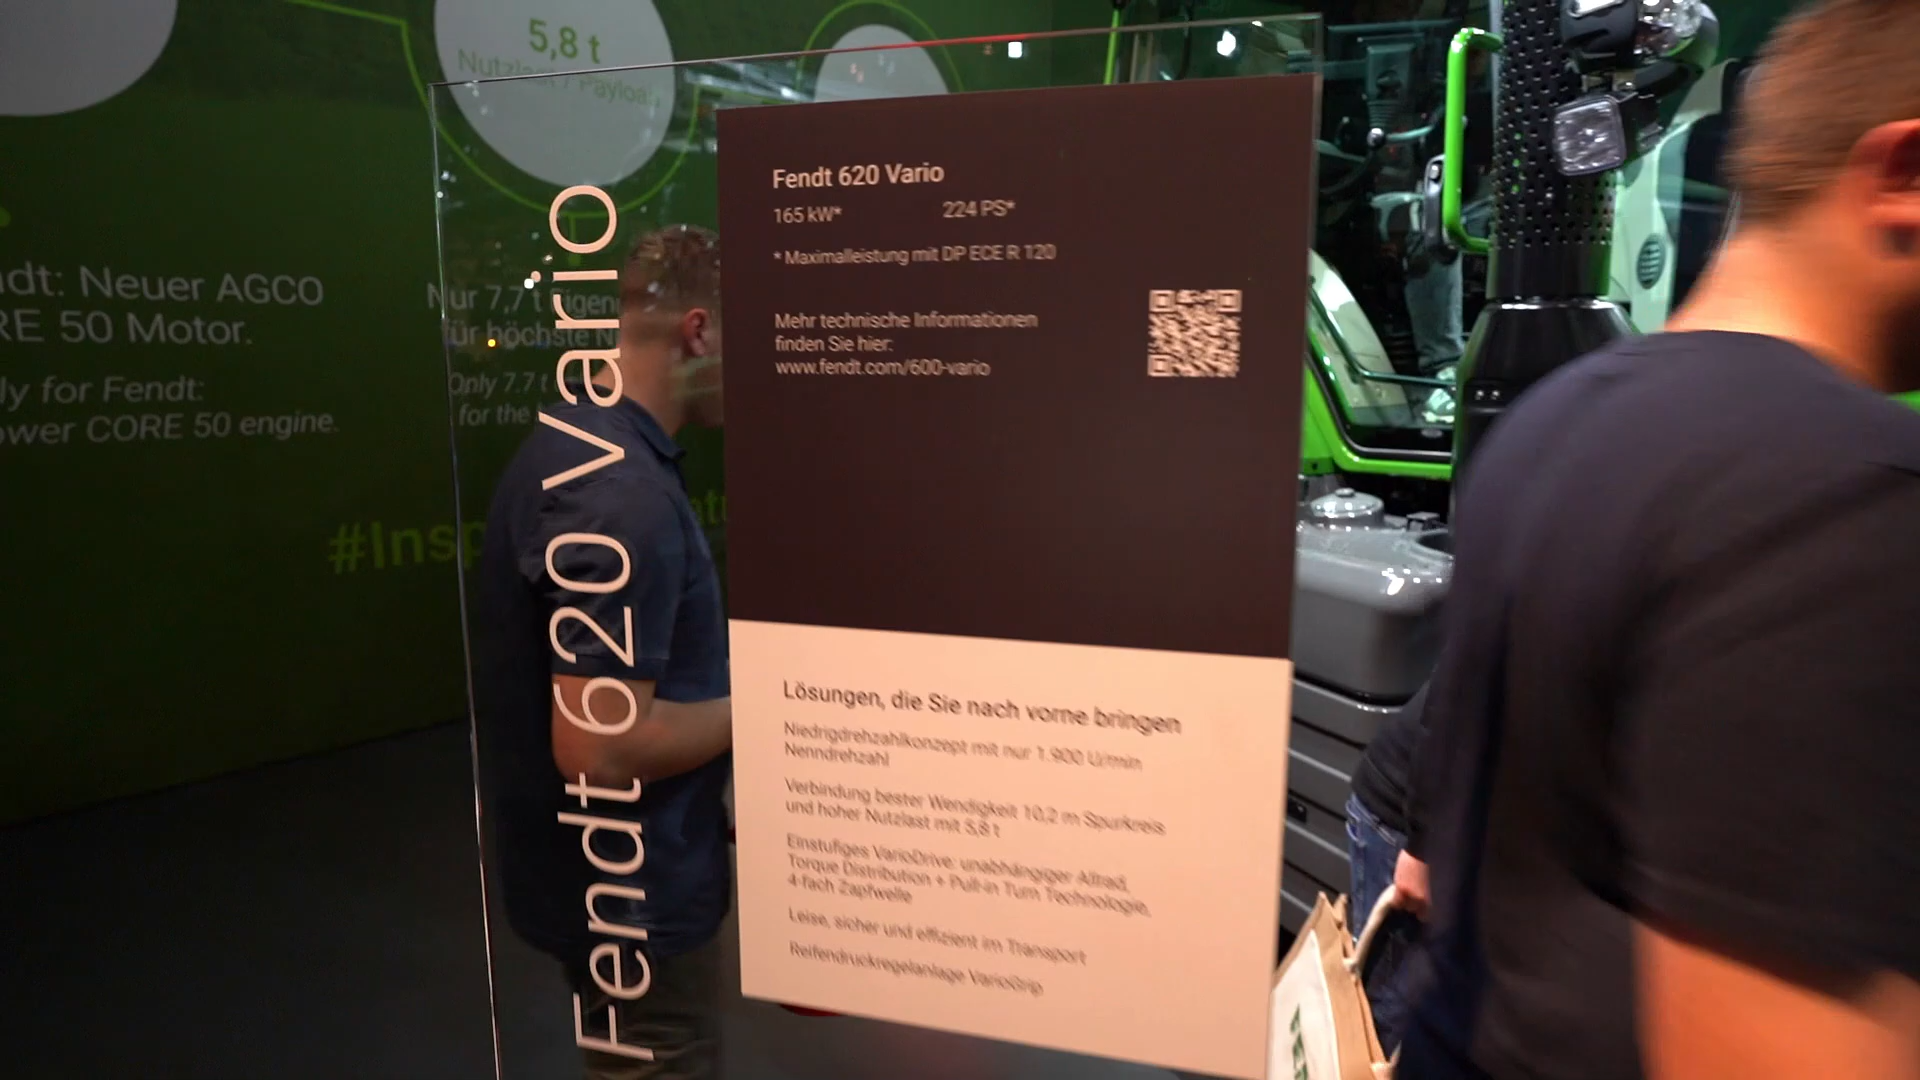 5,8 t
Nutzlast / Payload
dt: Neuer AGCO
RE 50 Motor.
ly for Fendt:
ower CORE 50 engine.
Nur 7,7 t Eigen
für höchste N
Only 7.7 t
for the
#Insp
Fendt 620 Vario
Fendt 620 Vario
165 kW* 224 PS*
* Maximalleistung mit DP ECE R 120
Mehr technische Informationen
finden Sie hier:
www.fendt.com/600-vario
Lösungen, die Sie nach vorne bringen
Niedrigdrehzahlkonzept mit nur 1.900 U/min
Nenndrehzahl
Verbindung bester Wendigkeit 10,2 m Spurkreis
und hoher Nutzlast mit 5,8 t
Einstufiges VarioDrive: unabhängiger Allrad,
Torque Distribution + Pull-in Turn Technologie,
4-fach Zapfwelle
Leise, sicher und effizient im Transport
Reifendruckregelanlage VarioGrip